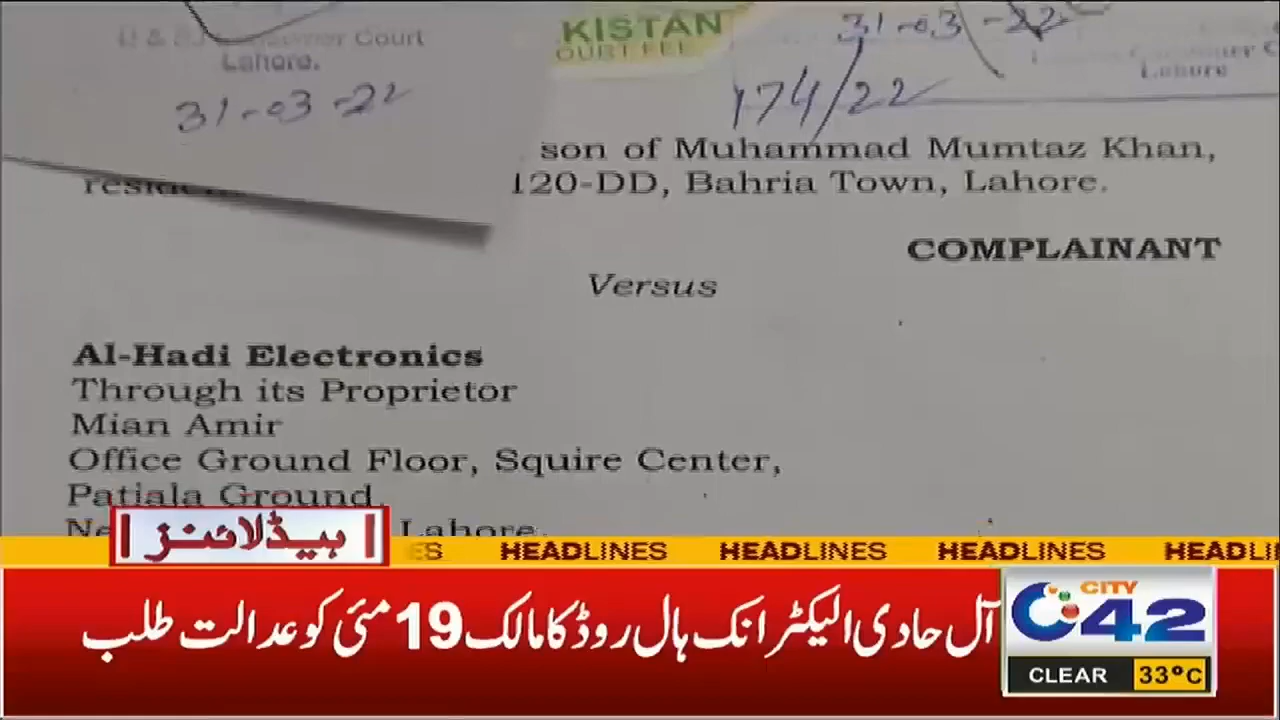 Consumer Court
Lahore.
31-03-22
KISTAN
COURT FEE
31-03-22
Lahore
174/22
son of Muhammad Mumtaz Khan,
120-DD, Bahria Town, Lahore.
COMPLAINANT
Versus
Al-Hadi Electronics
Through its Proprietor
Mian Amir
Office Ground Floor, Squire Center,
Patiala Ground,
Lahore.
ہیڈلائنز
HEADLINES HEADLINES HEADLINES
آل حادی الیکٹرانک ہال روڈ کا مالک 19 مئی کو عدالت طلب
CITY
42
CLEAR 33°C